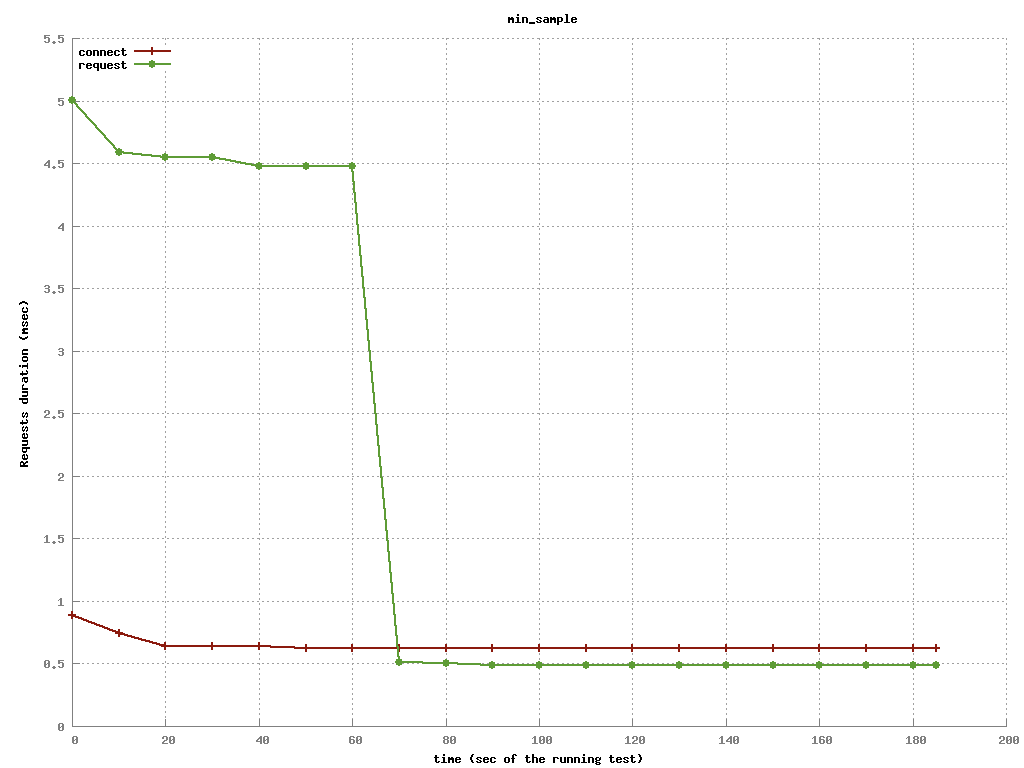 min_sample
5.5
5
4.5
4
3.5
3
2.5
2
1.5
1
0.5
0
connect
request
Requests duration (msec)
0 20 40 60 80 100 120 140 160 180 200
time (sec of the running test)